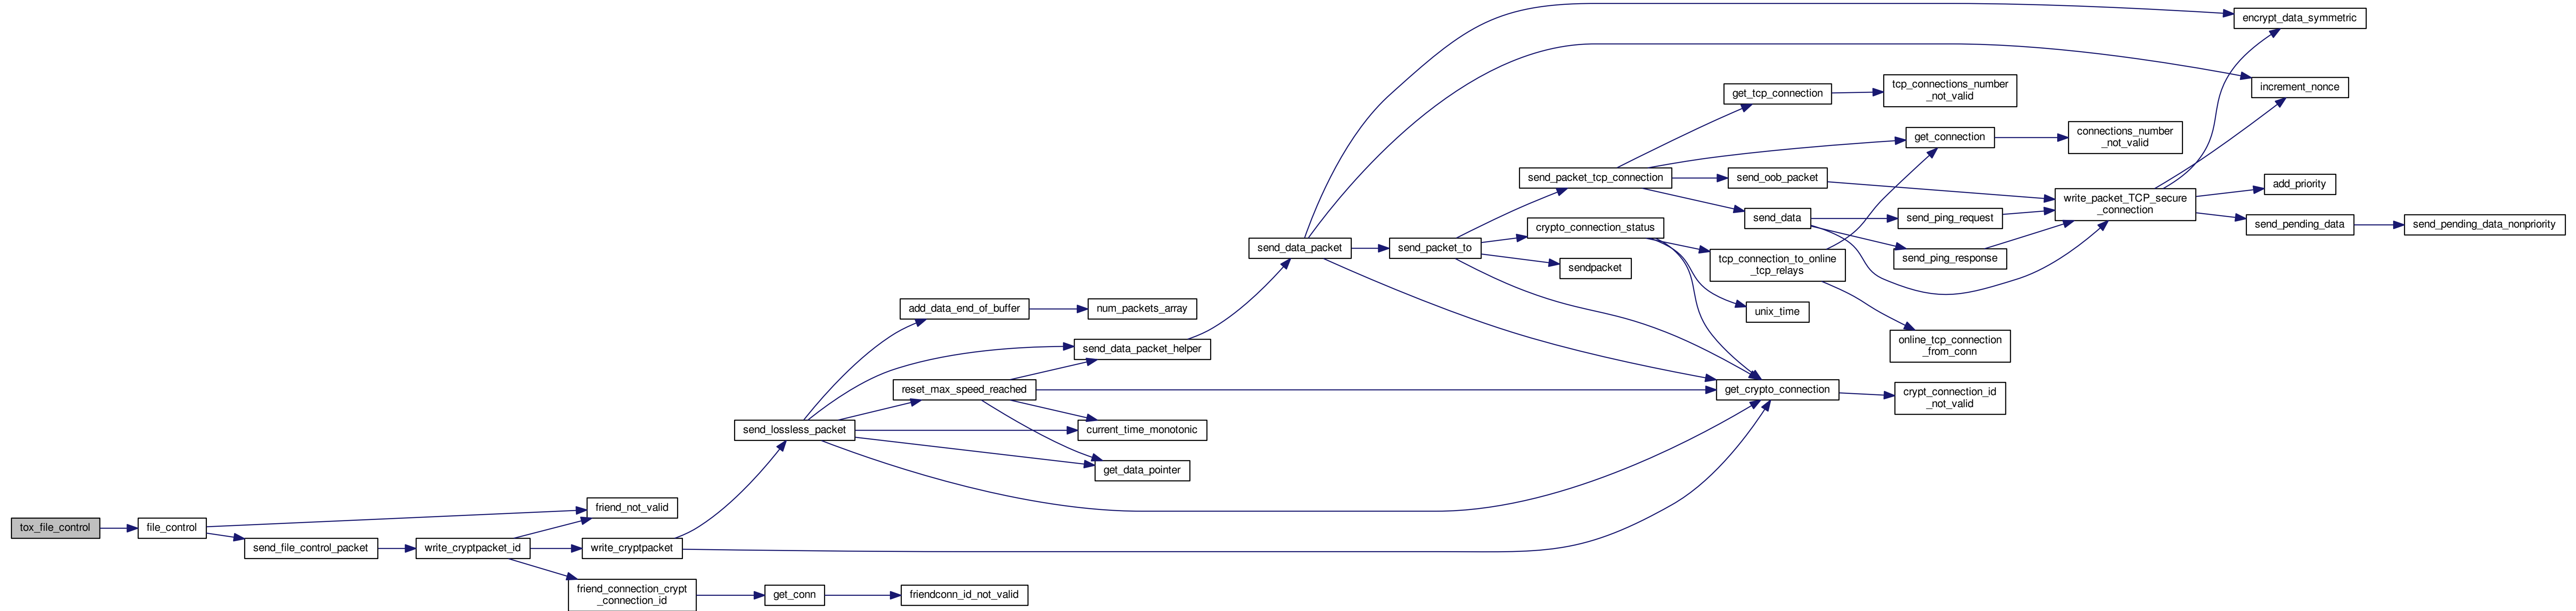 encrypt_data_symmetric
increment_nonce
get_tcp_connection
tcp_connections_number
_not_valid
get_connection
connections_number
_not_valid
send_packet_tcp_connection
send_oob_packet
add_priority
write_packet_TCP_secure
_connection
send_data
send_ping_request
send_pending_data
send_pending_data_nonpriority
crypto_connection_status
send_data_packet
send_packet_to
send_ping_response
tcp_connection_to_online
_tcp_relays
sendpacket
unix_time
add_data_end_of_buffer
num_packets_array
online_tcp_connection
_from_conn
send_data_packet_helper
reset_max_speed_reached
get_crypto_connection
crypt_connection_id
_not_valid
send_lossless_packet
current_time_monotonic
get_data_pointer
friend_not_valid
tox_file_control
file_control
send_file_control_packet
write_cryptpacket_id
write_cryptpacket
friend_connection_crypt
_connection_id
get_conn
friendconn_id_not_valid